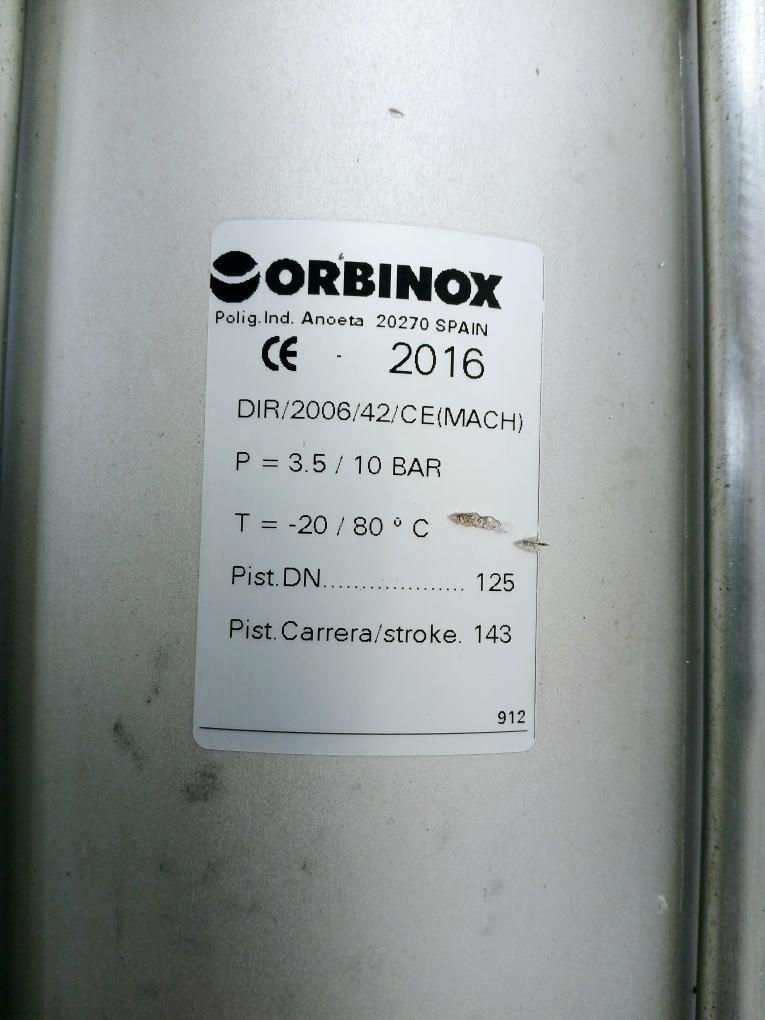 ORBINOX
Polig.Ind. Anoeta 20270 SPAIN
CE - 2016
DIR/2006/42/CE(MACH)
P = 3.5 / 10 BAR
T = -20 / 80 º C
Pist.DN................... 125
Pist.Carrera/stroke. 143
912